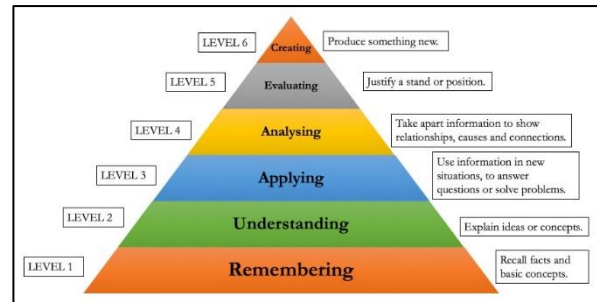 LEVEL 6
Creating
Produce something new.
LEVEL 5
Evaluating
Justify a stand or position.
LEVEL 4
Analysing
Take apart information to show
relationships, causes and connections.
LEVEL 3
Applying
Use information in new
situations, to answer
questions or solve problems.
LEVEL 2
Understanding
Explain ideas or concepts.
LEVEL 1
Remembering
Recall facts and
basic concepts.